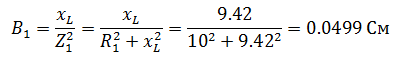 B₁ = x_L / Z₁² = x_L / (R₁² + x_L²) = 9.42 / (10² + 9.42²) = 0.0499 См